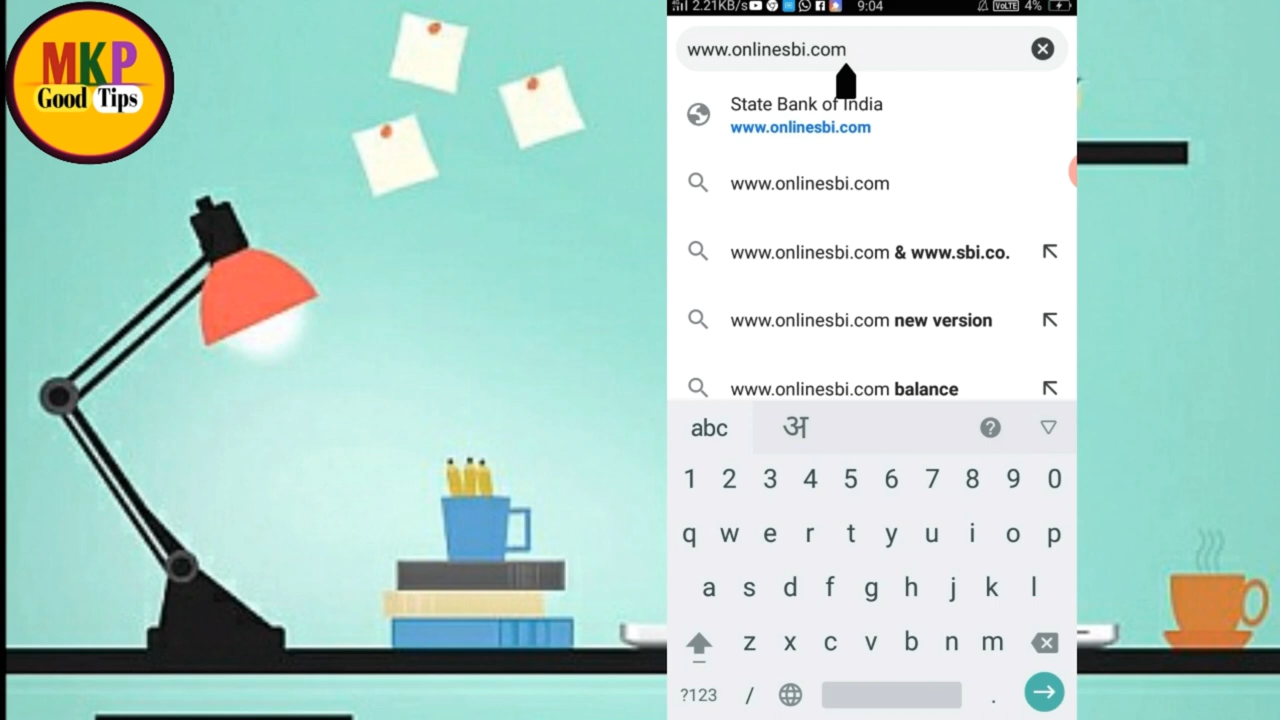 MKP
Good Tips
2.21KB/s 9:04 VoLTE 4%
www.onlinesbi.com
State Bank of India
www.onlinesbi.com
www.onlinesbi.com
www.onlinesbi.com & www.sbi.co.
www.onlinesbi.com new version
www.onlinesbi.com balance
abc अ ?
1 2 3 4 5 6 7 8 9 0
q w e r t y u i o p
a s d f g h j k l
z x c v b n m
?123 / .